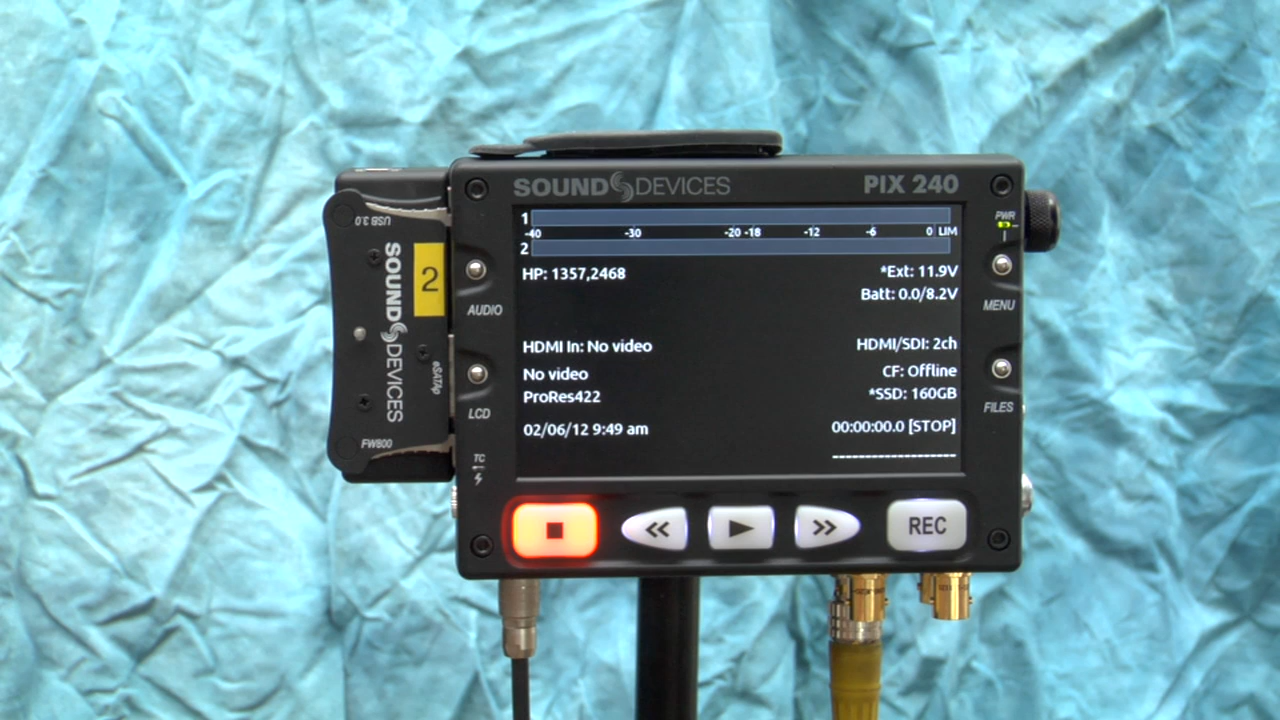 SOUND DEVICES
PIX 240
1
-40 -30 -20 -18 -12 -6 0 LIM
2
HP: 1357,2468
*Ext: 11.9V
Batt: 0.0/8.2V
HDMI In: No video
HDMI/SDI: 2ch
No video
CF: Offline
ProRes422
*SSD: 160GB
02/06/12 9:49 am
00:00:00.0 [STOP]
--------------------
AUDIO
LCD
TC
PWR
MENU
FILES
REC
USB 3.0
SOUND DEVICES
2
eSATAp
FW800